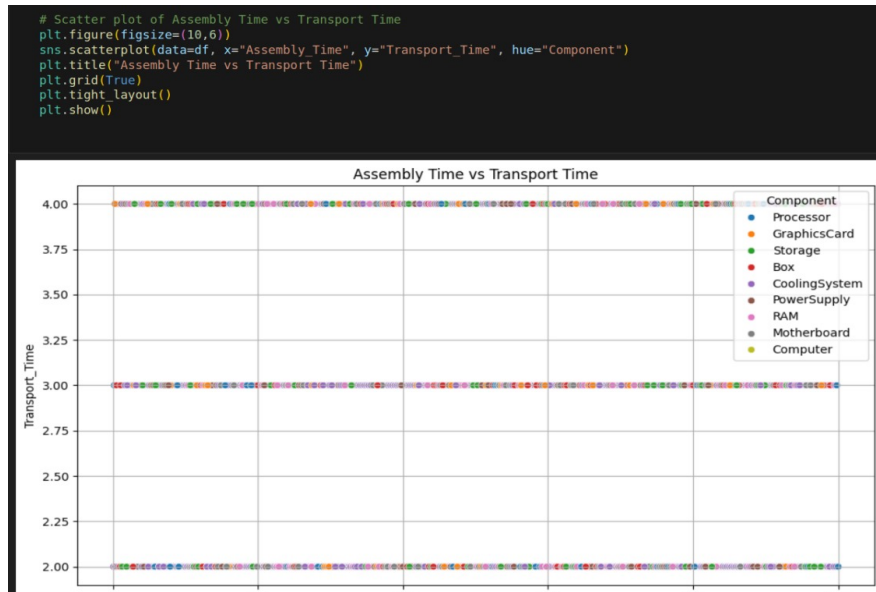 # Scatter plot of Assembly Time vs Transport Time
plt.figure(figsize=(10,6))
sns.scatterplot(data=df, x="Assembly_Time", y="Transport_Time", hue="Component")
plt.title("Assembly Time vs Transport Time")
plt.grid(True)
plt.tight_layout()
plt.show()
Assembly Time vs Transport Time
4.00
3.75
3.50
3.25
3.00
2.75
2.50
2.25
2.00
Transport_Time
Component
Processor
GraphicsCard
Storage
Box
CoolingSystem
PowerSupply
RAM
Motherboard
Computer